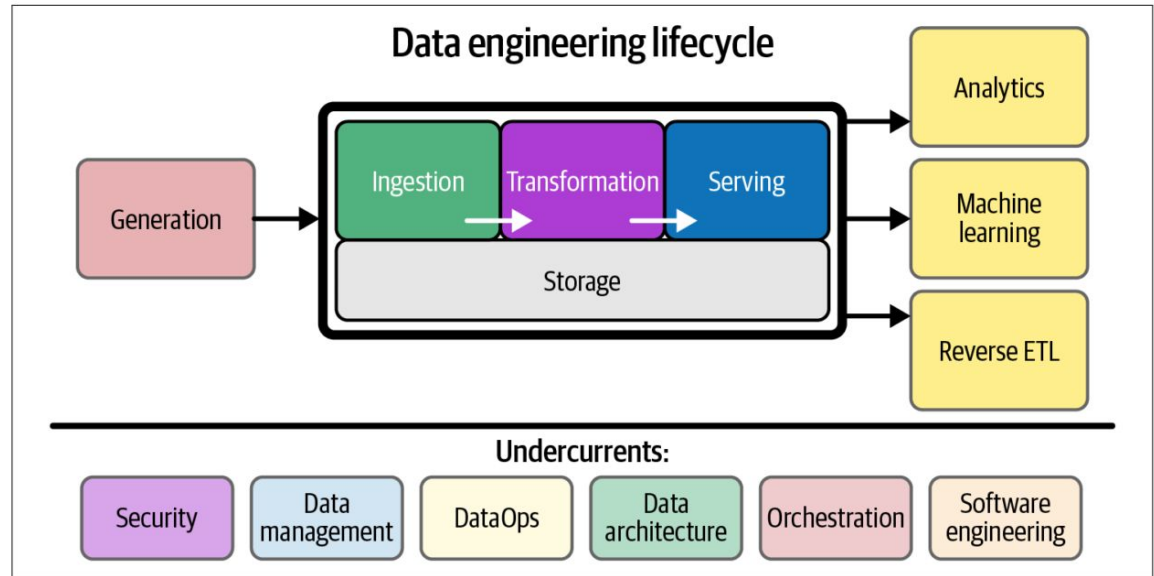 Data engineering lifecycle
Generation
Ingestion
Transformation
Serving
Storage
Analytics
Machine
learning
Reverse ETL
Undercurrents:
Security
Data
management
DataOps
Data
architecture
Orchestration
Software
engineering